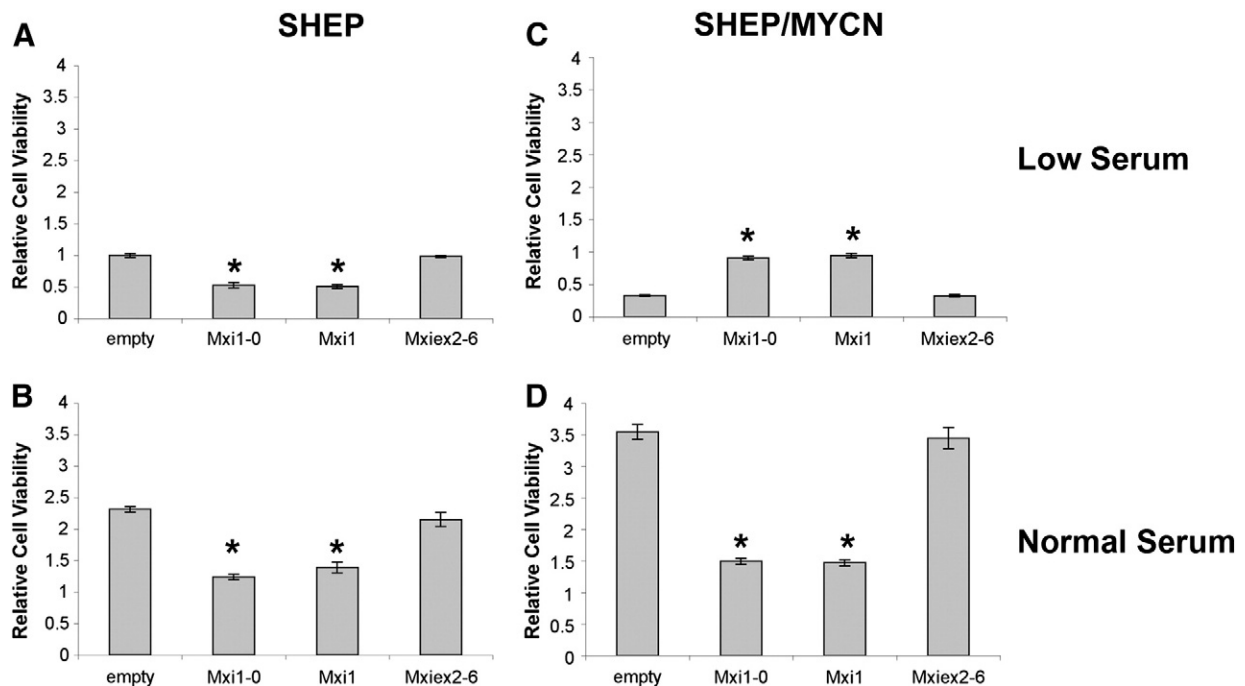 A SHEP
Relative Cell Viability
4
3.5
3
2.5
2
1.5
1
0.5
0
* *
empty Mxi1-0 Mxi1 Mxiex2-6
C SHEP/MYCN
Relative Cell Viability
4
3.5
3
2.5
2
1.5
1
0.5
0
* *
empty Mxi1-0 Mxi1 Mxiex2-6
Low Serum
B
Relative Cell Viability
4
3.5
3
2.5
2
1.5
1
0.5
0
* *
empty Mxi1-0 Mxi1 Mxiex2-6
D
Relative Cell Viability
4
3.5
3
2.5
2
1.5
1
0.5
0
* *
empty Mxi1-0 Mxi1 Mxiex2-6
Normal Serum